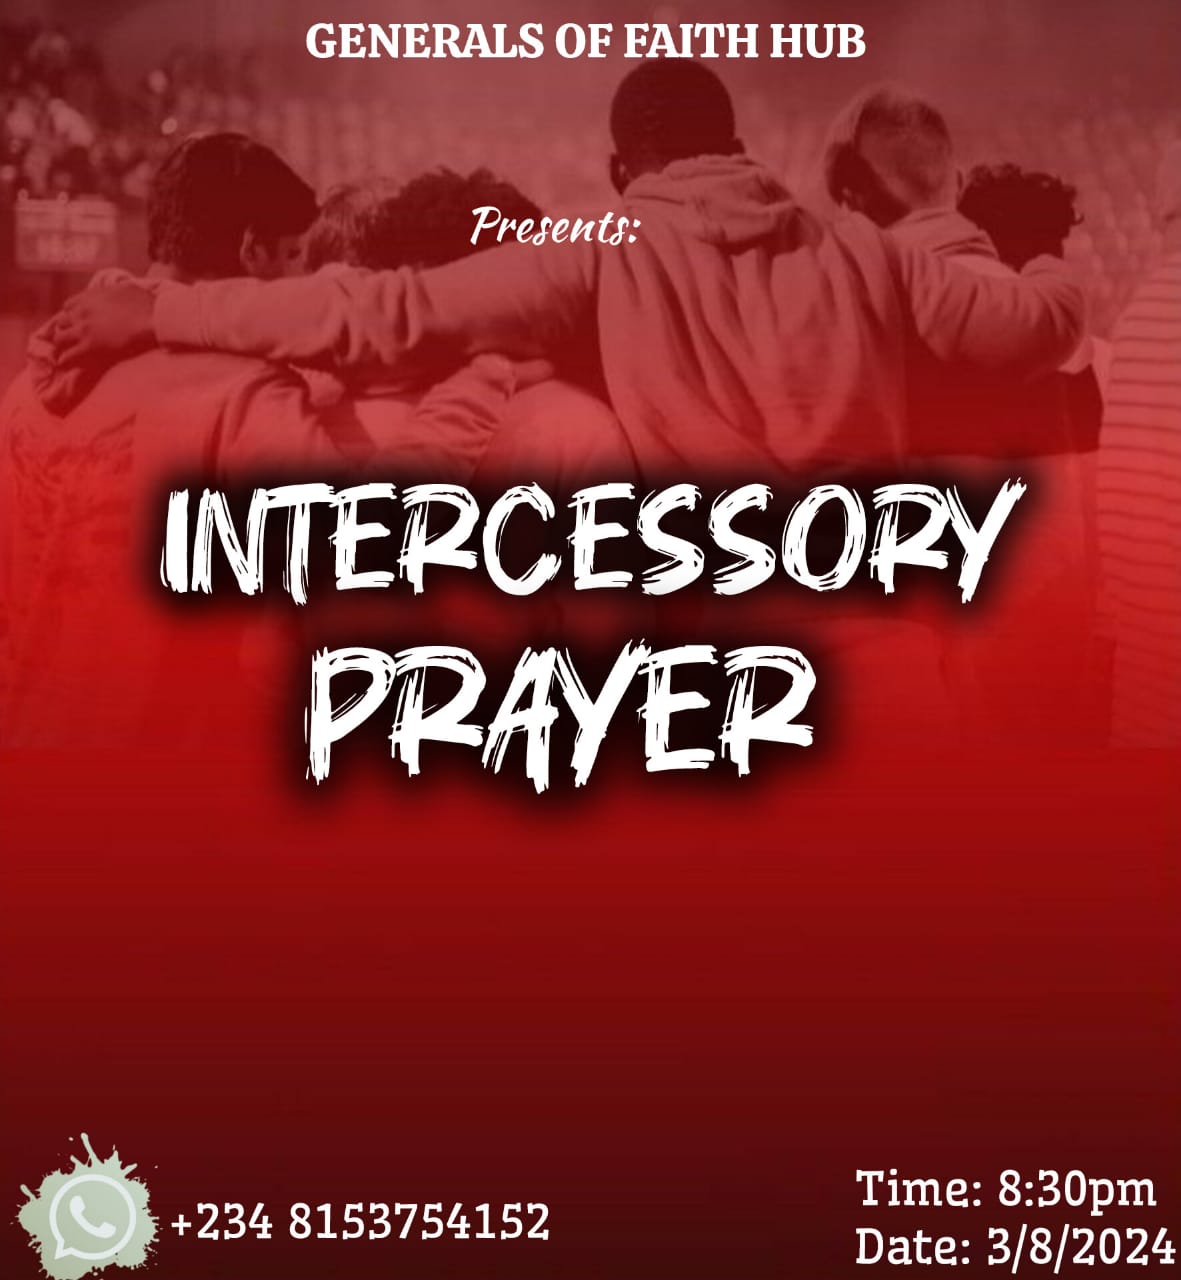 GENERALS OF FAITH HUB
Presents:
INTERCESSORY
PRAYER
+234 8153754152
Time: 8:30pm
Date: 3/8/2024